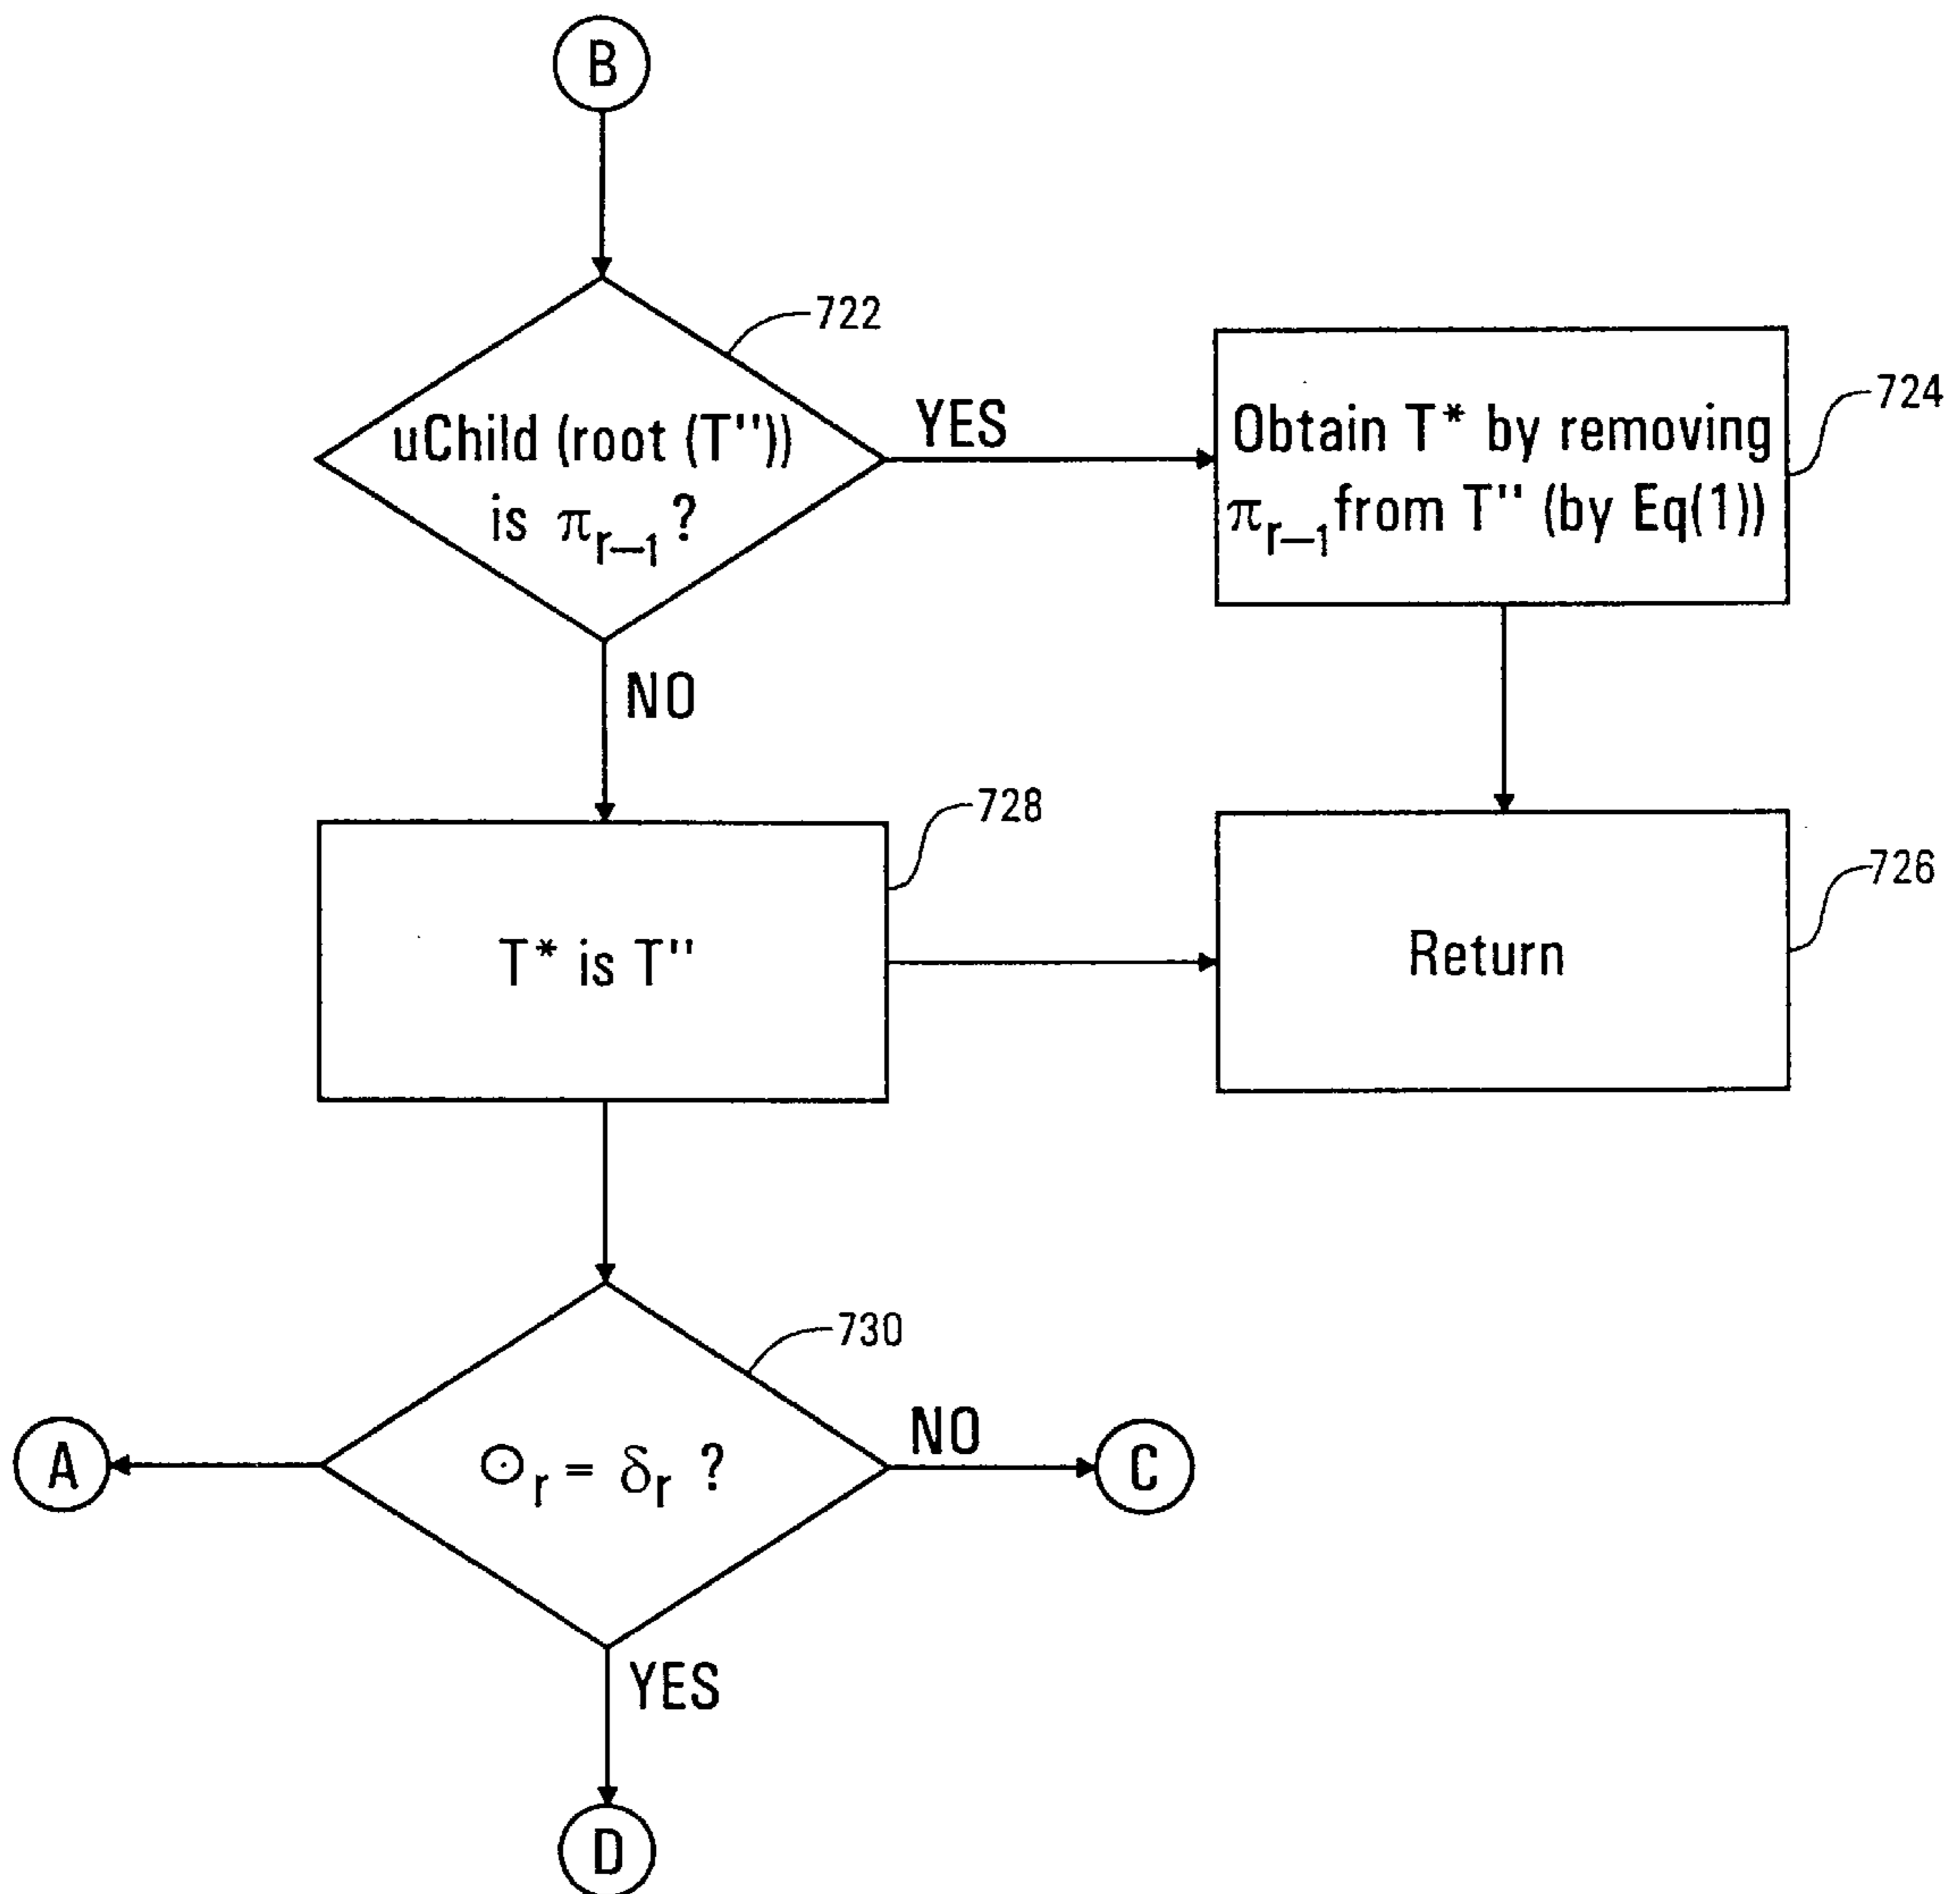 B
722
uChild (root (T''))
is π_{r-1} ?
YES
Obtain T* by removing
π_{r-1} from T'' (by Eq(1))
724
NO
728
T* is T''
Return
726
730
⊙_r = δ_r ?
NO
A
C
YES
D